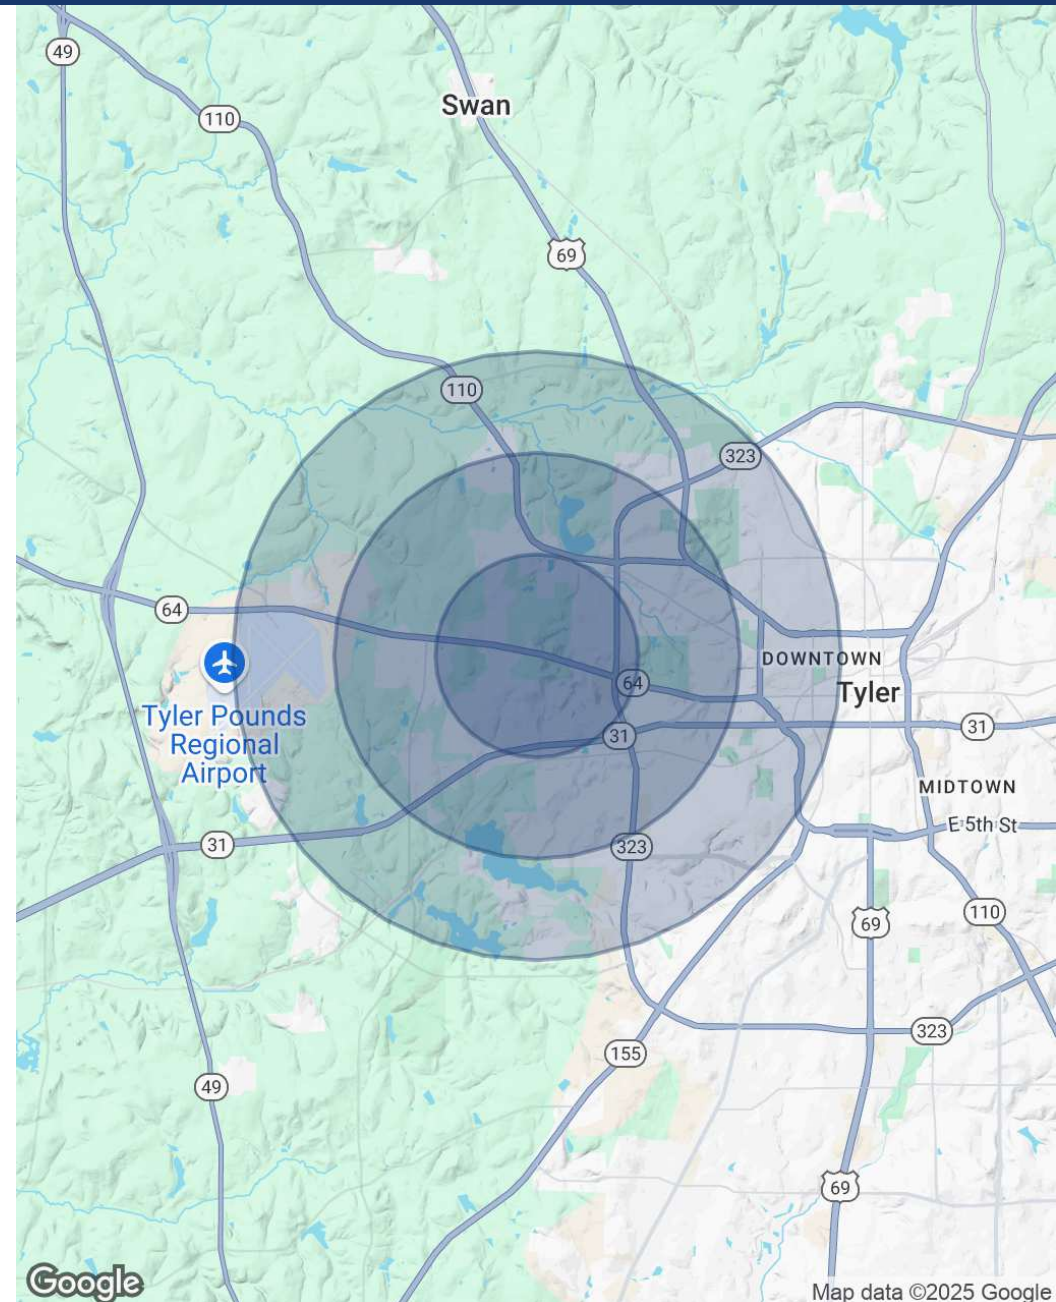 49
Swan
110
69
110
323
64
DOWNTOWN
64
Tyler
Tyler Pounds
Regional
Airport
31
31
MIDTOWN
E 5th St
31
323
110
69
323
155
49
69
Google
Map data ©2025 Google